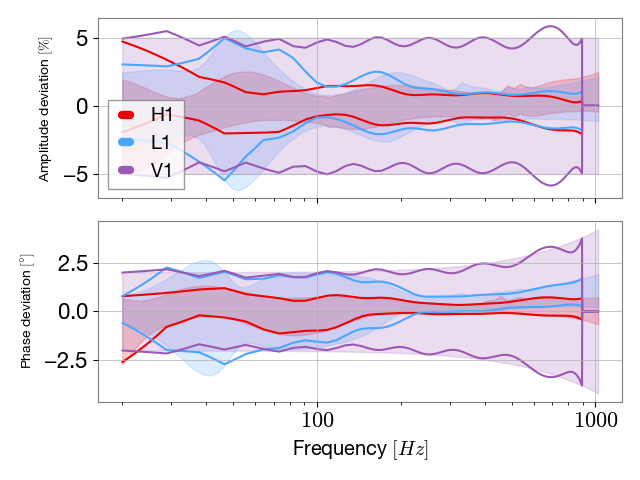 Amplitude deviation [%]
5
0
−5
H1
L1
V1
Phase deviation [°]
2.5
0.0
−2.5
100
1000
Frequency [Hz]